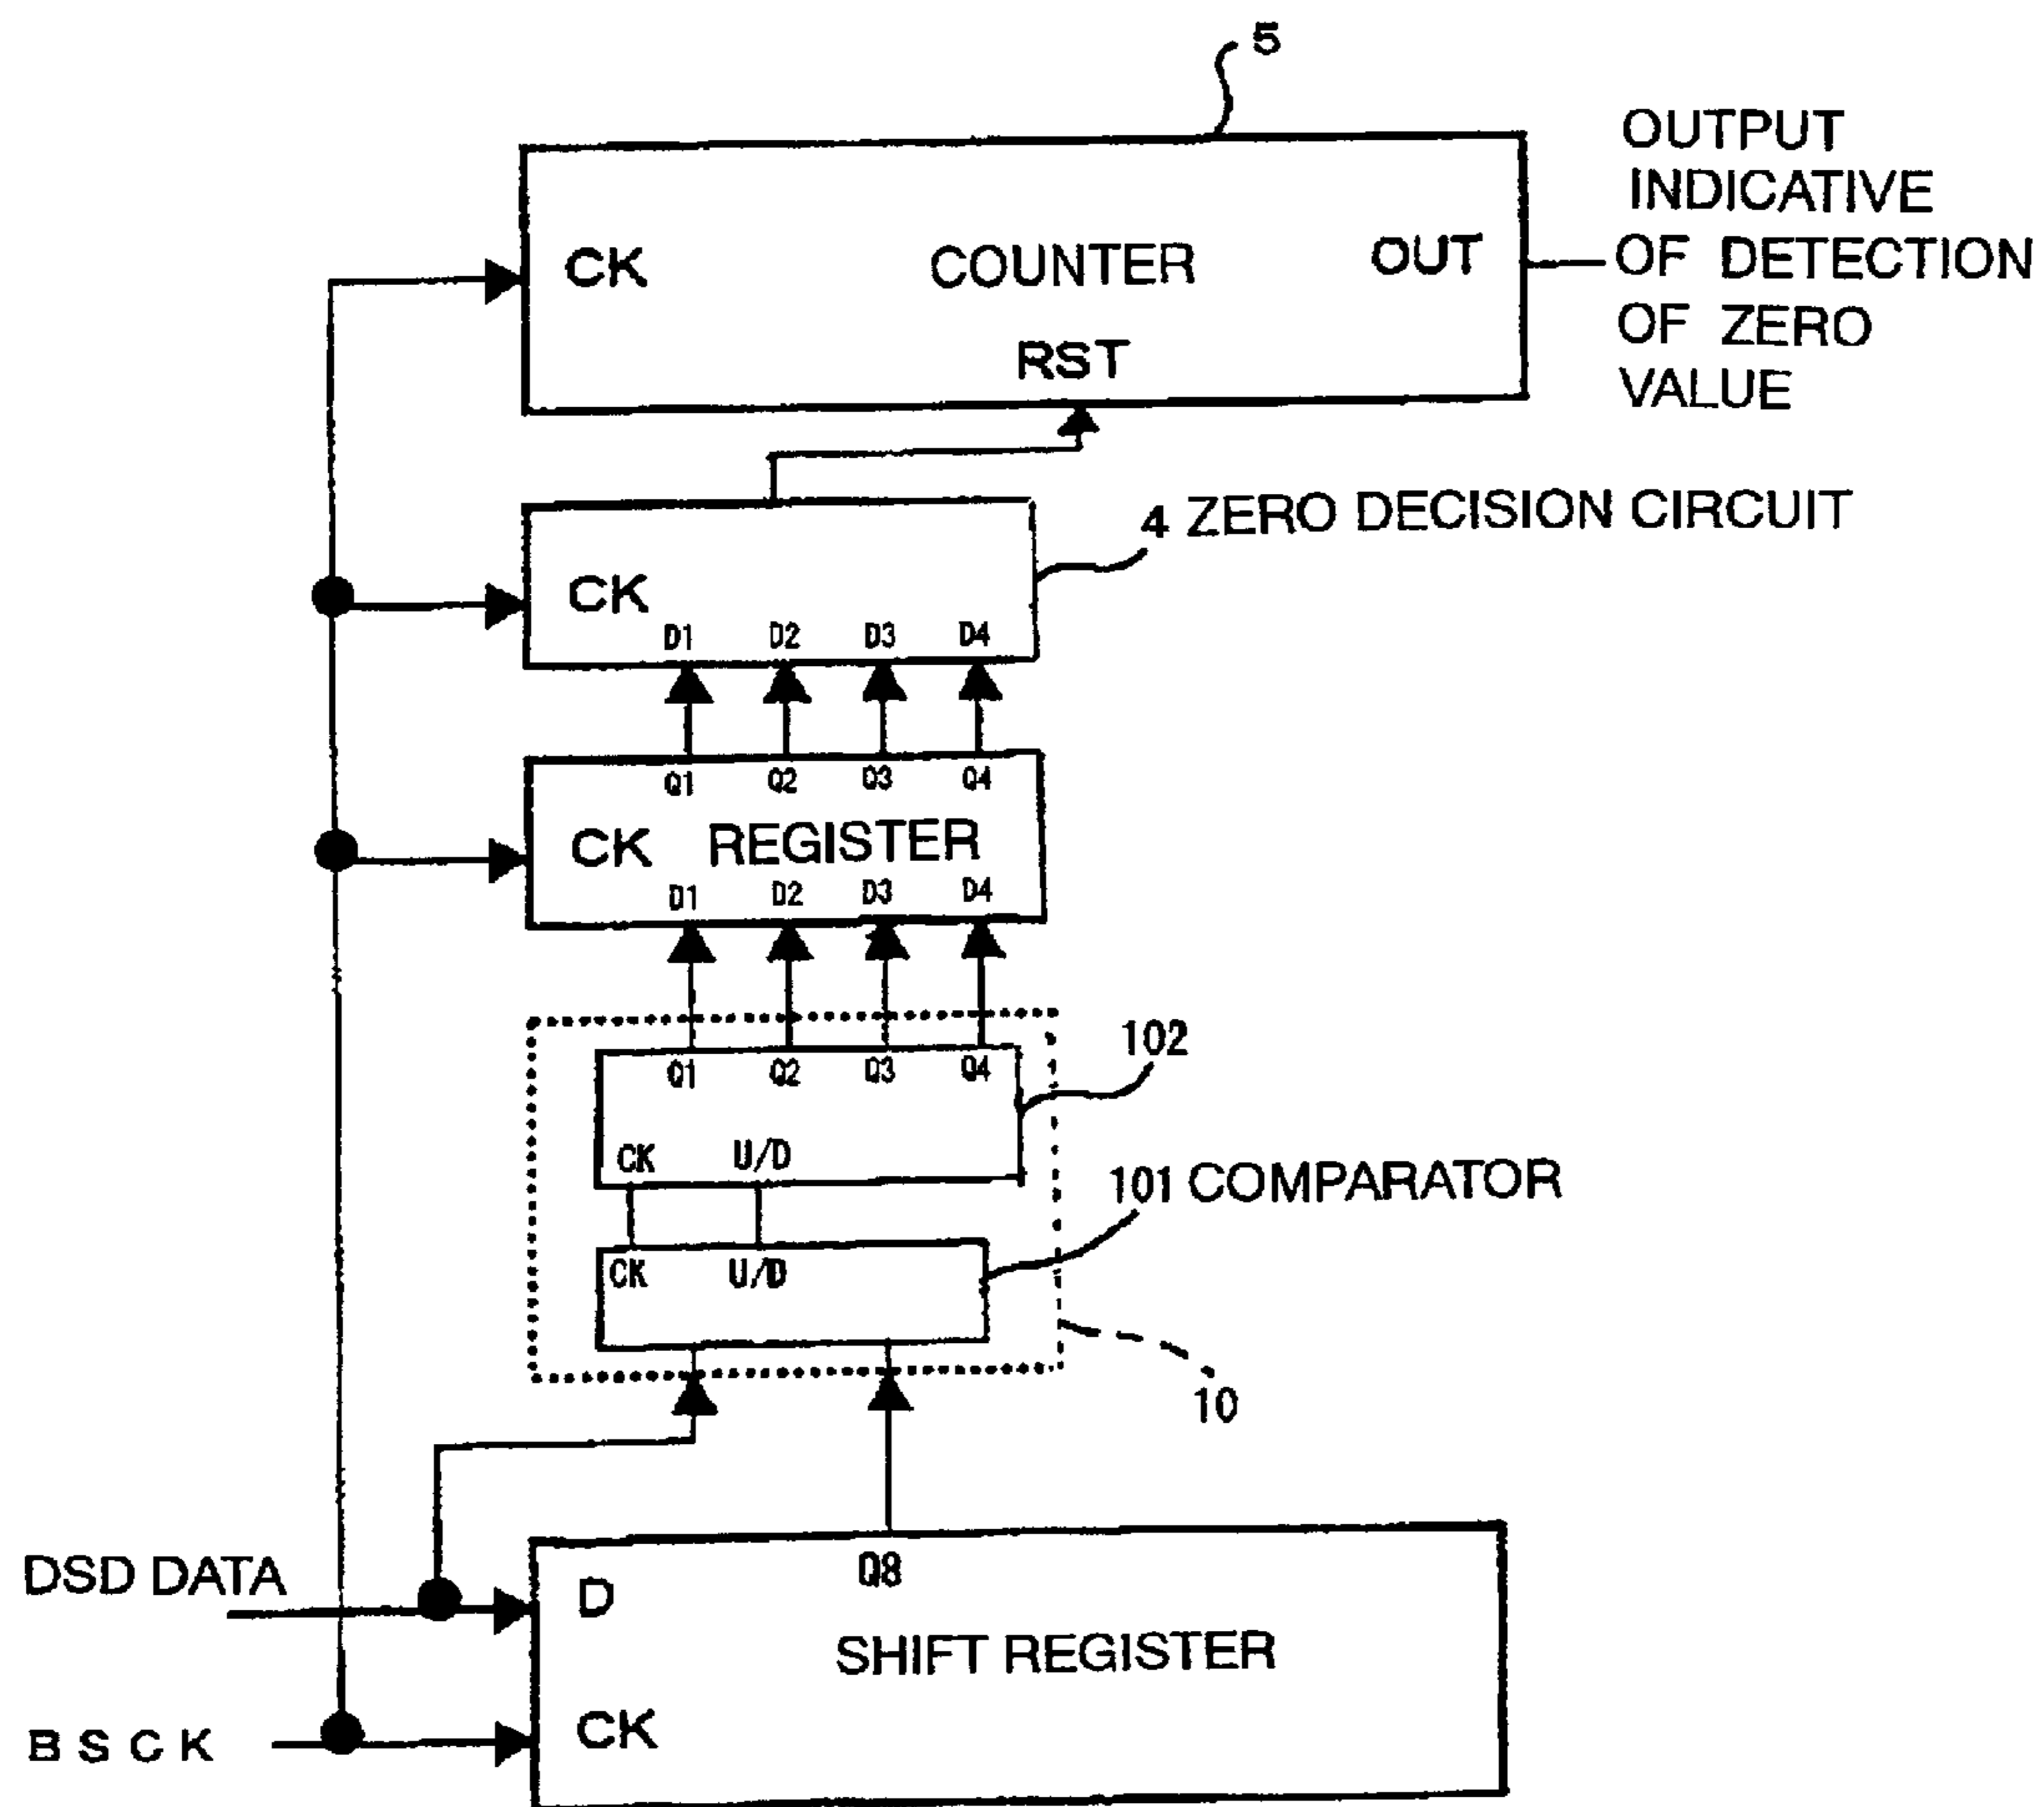 5
OUTPUT
INDICATIVE
OF DETECTION
OF ZERO
VALUE
CK COUNTER OUT
RST
4 ZERO DECISION CIRCUIT
CK
D1 D2 D3 D4
Q1 Q2 Q3 Q4
CK REGISTER
D1 D2 D3 D4
102
Q1 Q2 Q3 Q4
CK U/D
101 COMPARATOR
CK U/D
10
DSD DATA
D Q8
SHIFT REGISTER
BSCK
CK